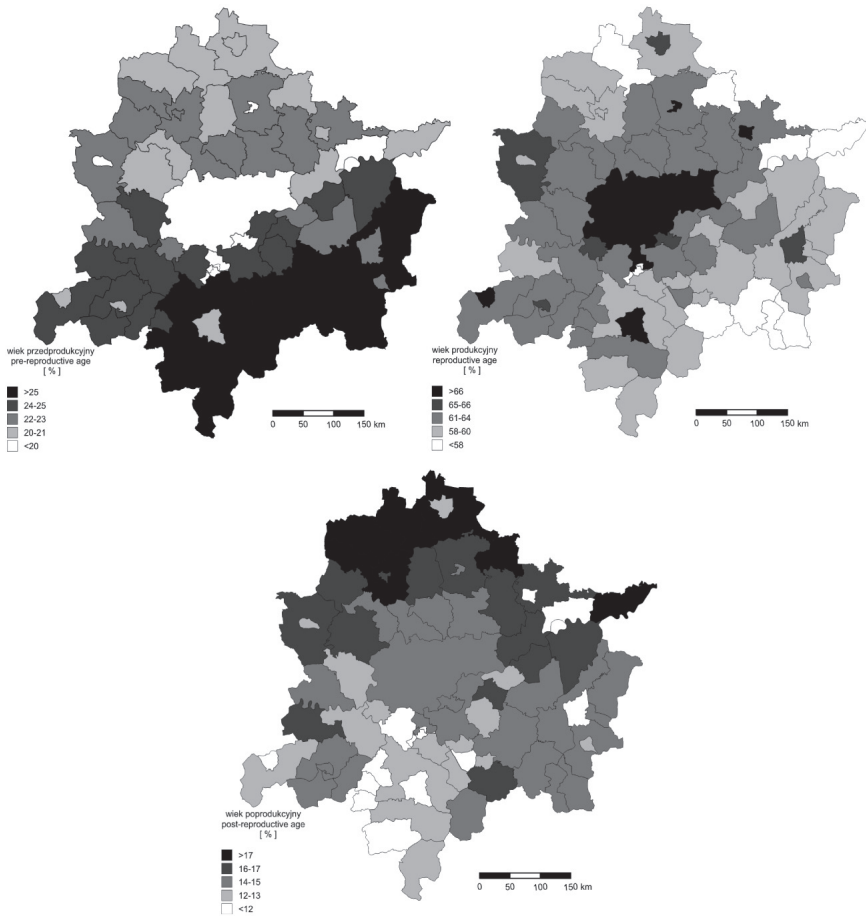 wiek przedprodukcyjny
pre-reproductive age
[ % ]
>25
24-25
22-23
20-21
<20
0 50 100 150 km
wiek produkcyjny
reproductive age
[ % ]
>66
65-66
61-64
58-60
<58
0 50 100 150 km
wiek poprodukcyjny
post-reproductive age
[ % ]
>17
16-17
14-15
12-13
<12
0 50 100 150 km